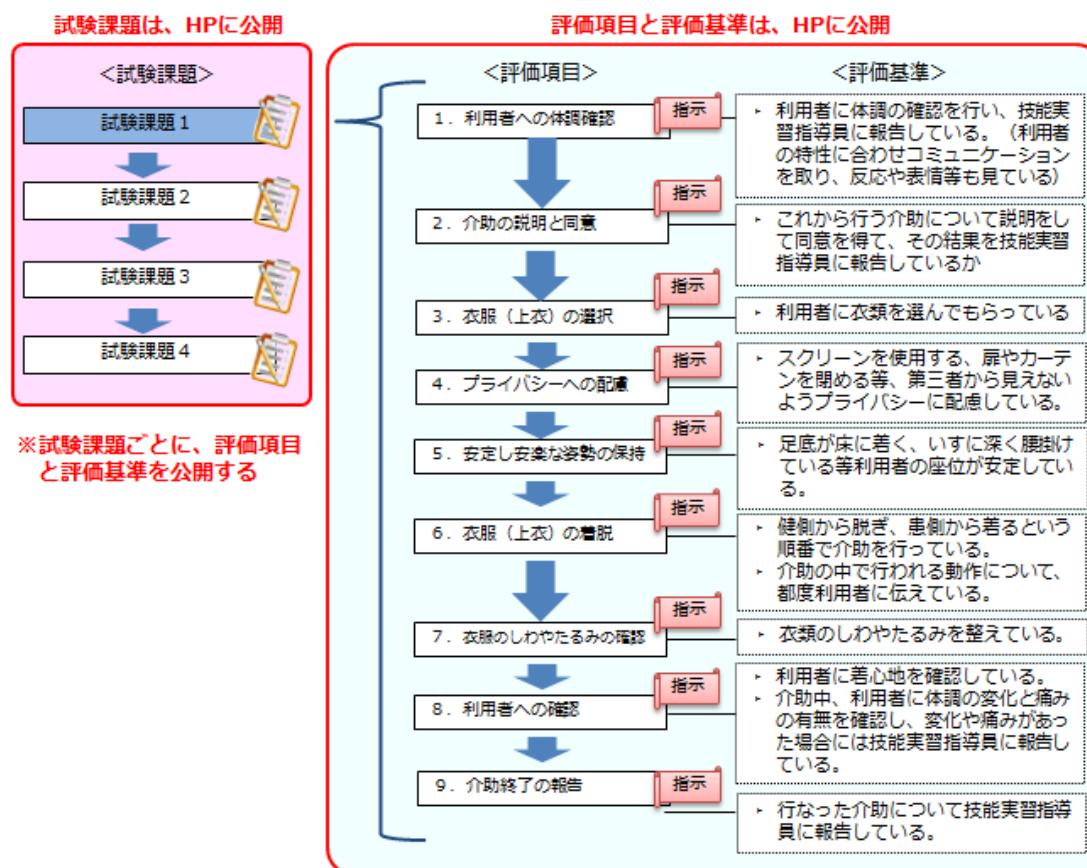 試験課題は、HPに公開
＜試験課題＞
試験課題１
試験課題２
試験課題３
試験課題４
※試験課題ごとに、評価項目
と評価基準を公開する
評価項目と評価基準は、HPに公開
＜評価項目＞
＜評価基準＞
１．利用者への体調確認
指示
▸ 利用者に体調の確認を行い、技能実
習指導員に報告している。（利用者
の特性に合わせコミュニケーション
を取り、反応や表情等も見ている）
２．介助の説明と同意
指示
▸ これから行う介助について説明をし
て同意を得て、その結果を技能実習
指導員に報告しているか
３．衣服（上衣）の選択
指示
▸ 利用者に衣類を選んでもらっている
４．プライバシーへの配慮
指示
▸ スクリーンを使用する、扉やカーテ
ンを閉める等、第三者から見えない
ようプライバシーに配慮している。
５．安定し安楽な姿勢の保持
指示
▸ 足底が床に着く、いすに深く腰掛け
ている等利用者の座位が安定してい
る。
６．衣服（上衣）の着脱
指示
▸ 健側から脱ぎ、患側から着るという
順番で介助を行っている。
▸ 介助の中で行われる動作について、
都度利用者に伝えている。
７．衣服のしわやたるみの確認
指示
▸ 衣類のしわやたるみを整えている。
８．利用者への確認
指示
▸ 利用者に着心地を確認している。
▸ 介助中、利用者に体調の変化と痛み
の有無を確認し、変化や痛みがあっ
た場合には技能実習指導員に報告し
ている。
９．介助終了の報告
指示
▸ 行なった介助について技能実習指導
員に報告している。